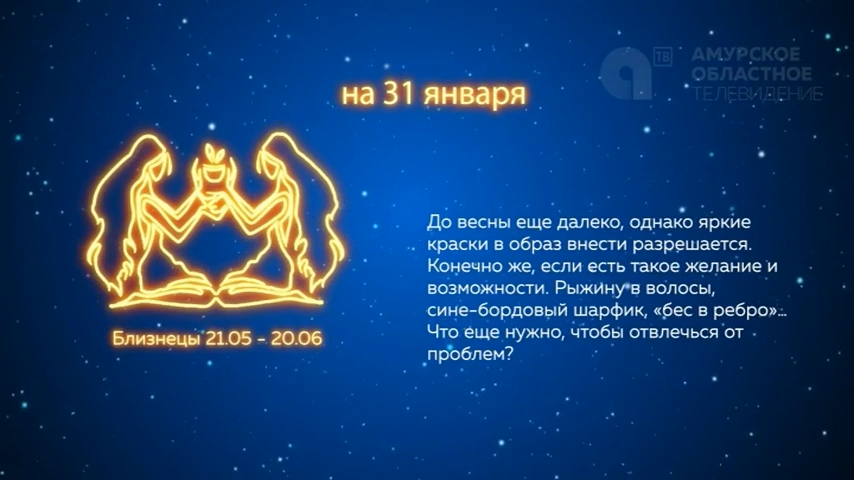 ТВ
АМУРСКОЕ
ОБЛАСТНОЕ
ТЕЛЕВИДЕНИЕ
на 31 января
До весны еще далеко, однако яркие
краски в образ внести разрешается.
Конечно же, если есть такое желание и
возможности. Рыжину в волосы,
сине-бордовый шарфик, «бес в ребро»...
Что еще нужно, чтобы отвлечься от
проблем?
Близнецы 21.05 - 20.06